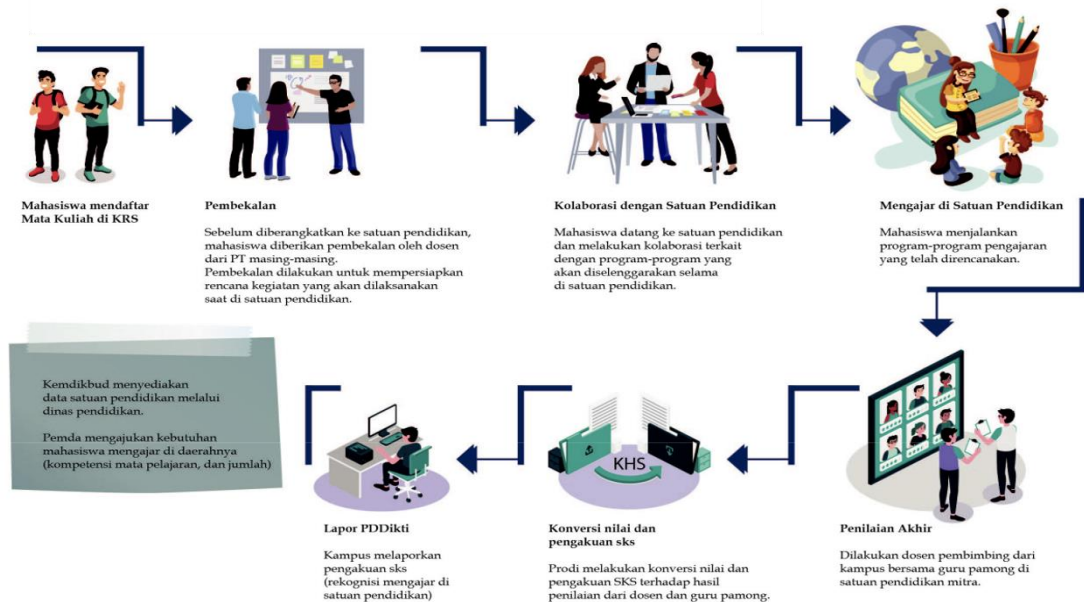 Mahasiswa mendaftar
Mata Kuliah di KRS
Pembekalan
Sebelum diberangkatkan ke satuan pendidikan,
mahasiswa diberikan pembekalan oleh dosen
dari PT masing-masing.
Pembekalan dilakukan untuk mempersiapkan
rencana kegiatan yang akan dilaksanakan
saat di satuan pendidikan.
Kolaborasi dengan Satuan Pendidikan
Mahasiswa datang ke satuan pendidikan
dan melakukan kolaborasi terkait
dengan program-program yang
akan diselenggarakan selama
di satuan pendidikan.
Mengajar di Satuan Pendidikan
Mahasiswa menjalankan
program-program pengajaran
yang telah direncanakan.
Penilaian Akhir
Dilakukan dosen pembimbing dari
kampus bersama guru pamong di
satuan pendidikan mitra.
KHS
Konversi nilai dan
pengakuan sks
Prodi melakukan konversi nilai dan
pengakuan SKS terhadap hasil
penilaian dari dosen dan guru pamong.
Lapor PDDikti
Kampus melaporkan
pengakuan sks
(rekognisi mengajar di
satuan pendidikan)
Kemdikbud menyediakan
data satuan pendidikan melalui
dinas pendidikan.
Pemda mengajukan kebutuhan
mahasiswa mengajar di daerahnya
(kompetensi mata pelajaran, dan jumlah)